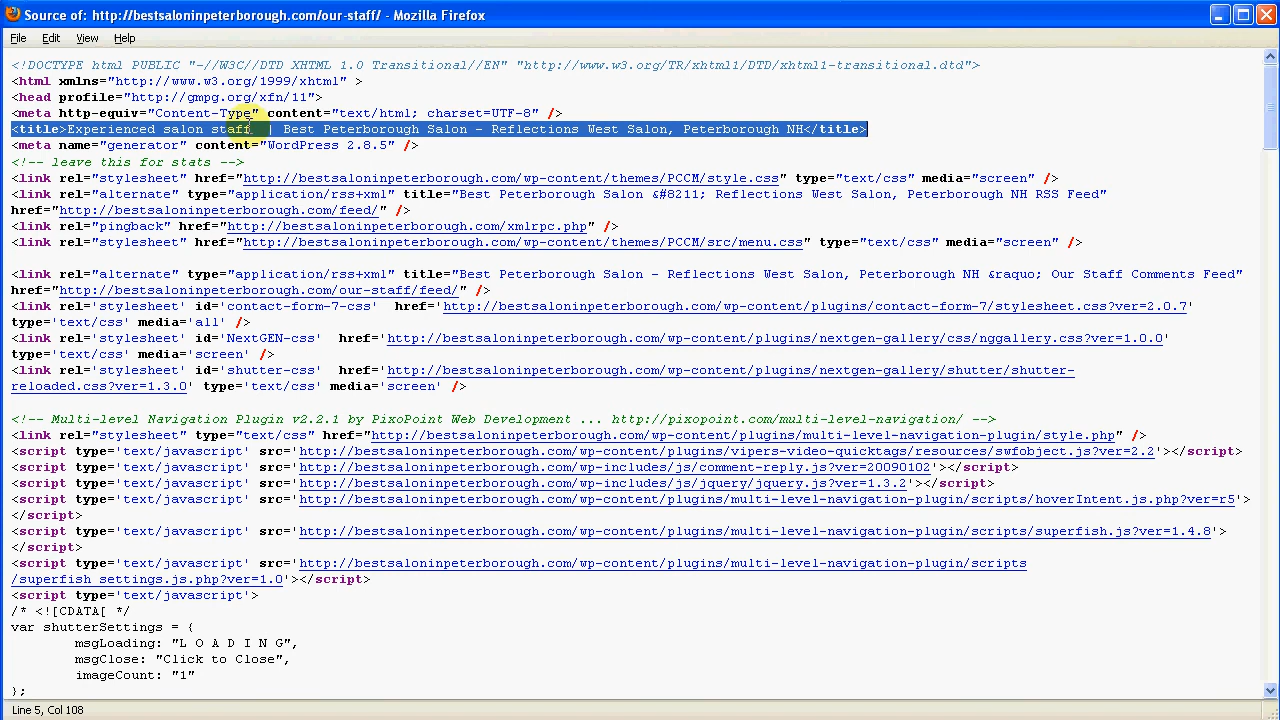 Source of: http://bestsaloninpeterborough.com/our-staff/ - Mozilla Firefox
File Edit View Help
<!DOCTYPE html PUBLIC "-//W3C//DTD XHTML 1.0 Transitional//EN" "http://www.w3.org/TR/xhtml1/DTD/xhtml1-transitional.dtd">
<html xmlns="http://www.w3.org/1999/xhtml" >
<head profile="http://gmpg.org/xfn/11">
<meta http-equiv="Content-Type" content="text/html; charset=UTF-8" />
<title>Experienced salon staff  | Best Peterborough Salon – Reflections West Salon, Peterborough NH</title>
<meta name="generator" content="WordPress 2.8.5" />
<!-- leave this for stats -->
<link rel="stylesheet" href="http://bestsaloninpeterborough.com/wp-content/themes/PCCM/style.css" type="text/css" media="screen" />
<link rel="alternate" type="application/rss+xml" title="Best Peterborough Salon &#8211; Reflections West Salon, Peterborough NH RSS Feed"
href="http://bestsaloninpeterborough.com/feed/" />
<link rel="pingback" href="http://bestsaloninpeterborough.com/xmlrpc.php" />
<link rel="stylesheet" href="http://bestsaloninpeterborough.com/wp-content/themes/PCCM/src/menu.css" type="text/css" media="screen" />
<link rel="alternate" type="application/rss+xml" title="Best Peterborough Salon – Reflections West Salon, Peterborough NH &raquo; Our Staff Comments Feed"
href="http://bestsaloninpeterborough.com/our-staff/feed/" />
<link rel='stylesheet' id='contact-form-7-css'  href='http://bestsaloninpeterborough.com/wp-content/plugins/contact-form-7/stylesheet.css?ver=2.0.7'
type='text/css' media='all' />
<link rel='stylesheet' id='NextGEN-css'  href='http://bestsaloninpeterborough.com/wp-content/plugins/nextgen-gallery/css/nggallery.css?ver=1.0.0'
type='text/css' media='screen' />
<link rel='stylesheet' id='shutter-css'  href='http://bestsaloninpeterborough.com/wp-content/plugins/nextgen-gallery/shutter/shutter-
reloaded.css?ver=1.3.0' type='text/css' media='screen' />
<!-- Multi-level Navigation Plugin v2.2.1 by PixoPoint Web Development ... http://pixopoint.com/multi-level-navigation/ -->
<link rel="stylesheet" type="text/css" href="http://bestsaloninpeterborough.com/wp-content/plugins/multi-level-navigation-plugin/style.php" />
<script type='text/javascript' src='http://bestsaloninpeterborough.com/wp-content/plugins/vipers-video-quicktags/resources/swfobject.js?ver=2.2'></script>
<script type='text/javascript' src='http://bestsaloninpeterborough.com/wp-includes/js/comment-reply.js?ver=20090102'></script>
<script type='text/javascript' src='http://bestsaloninpeterborough.com/wp-includes/js/jquery/jquery.js?ver=1.3.2'></script>
<script type='text/javascript' src='http://bestsaloninpeterborough.com/wp-content/plugins/multi-level-navigation-plugin/scripts/hoverIntent.js.php?ver=r5'>
</script>
<script type='text/javascript' src='http://bestsaloninpeterborough.com/wp-content/plugins/multi-level-navigation-plugin/scripts/superfish.js?ver=1.4.8'>
</script>
<script type='text/javascript' src='http://bestsaloninpeterborough.com/wp-content/plugins/multi-level-navigation-plugin/scripts
/superfish_settings.js.php?ver=1.0'></script>
<script type='text/javascript'>
/* <![CDATA[ */
var shutterSettings = {
msgLoading: "L O A D I N G",
msgClose: "Click to Close",
imageCount: "1"
};
Line 5, Col 108